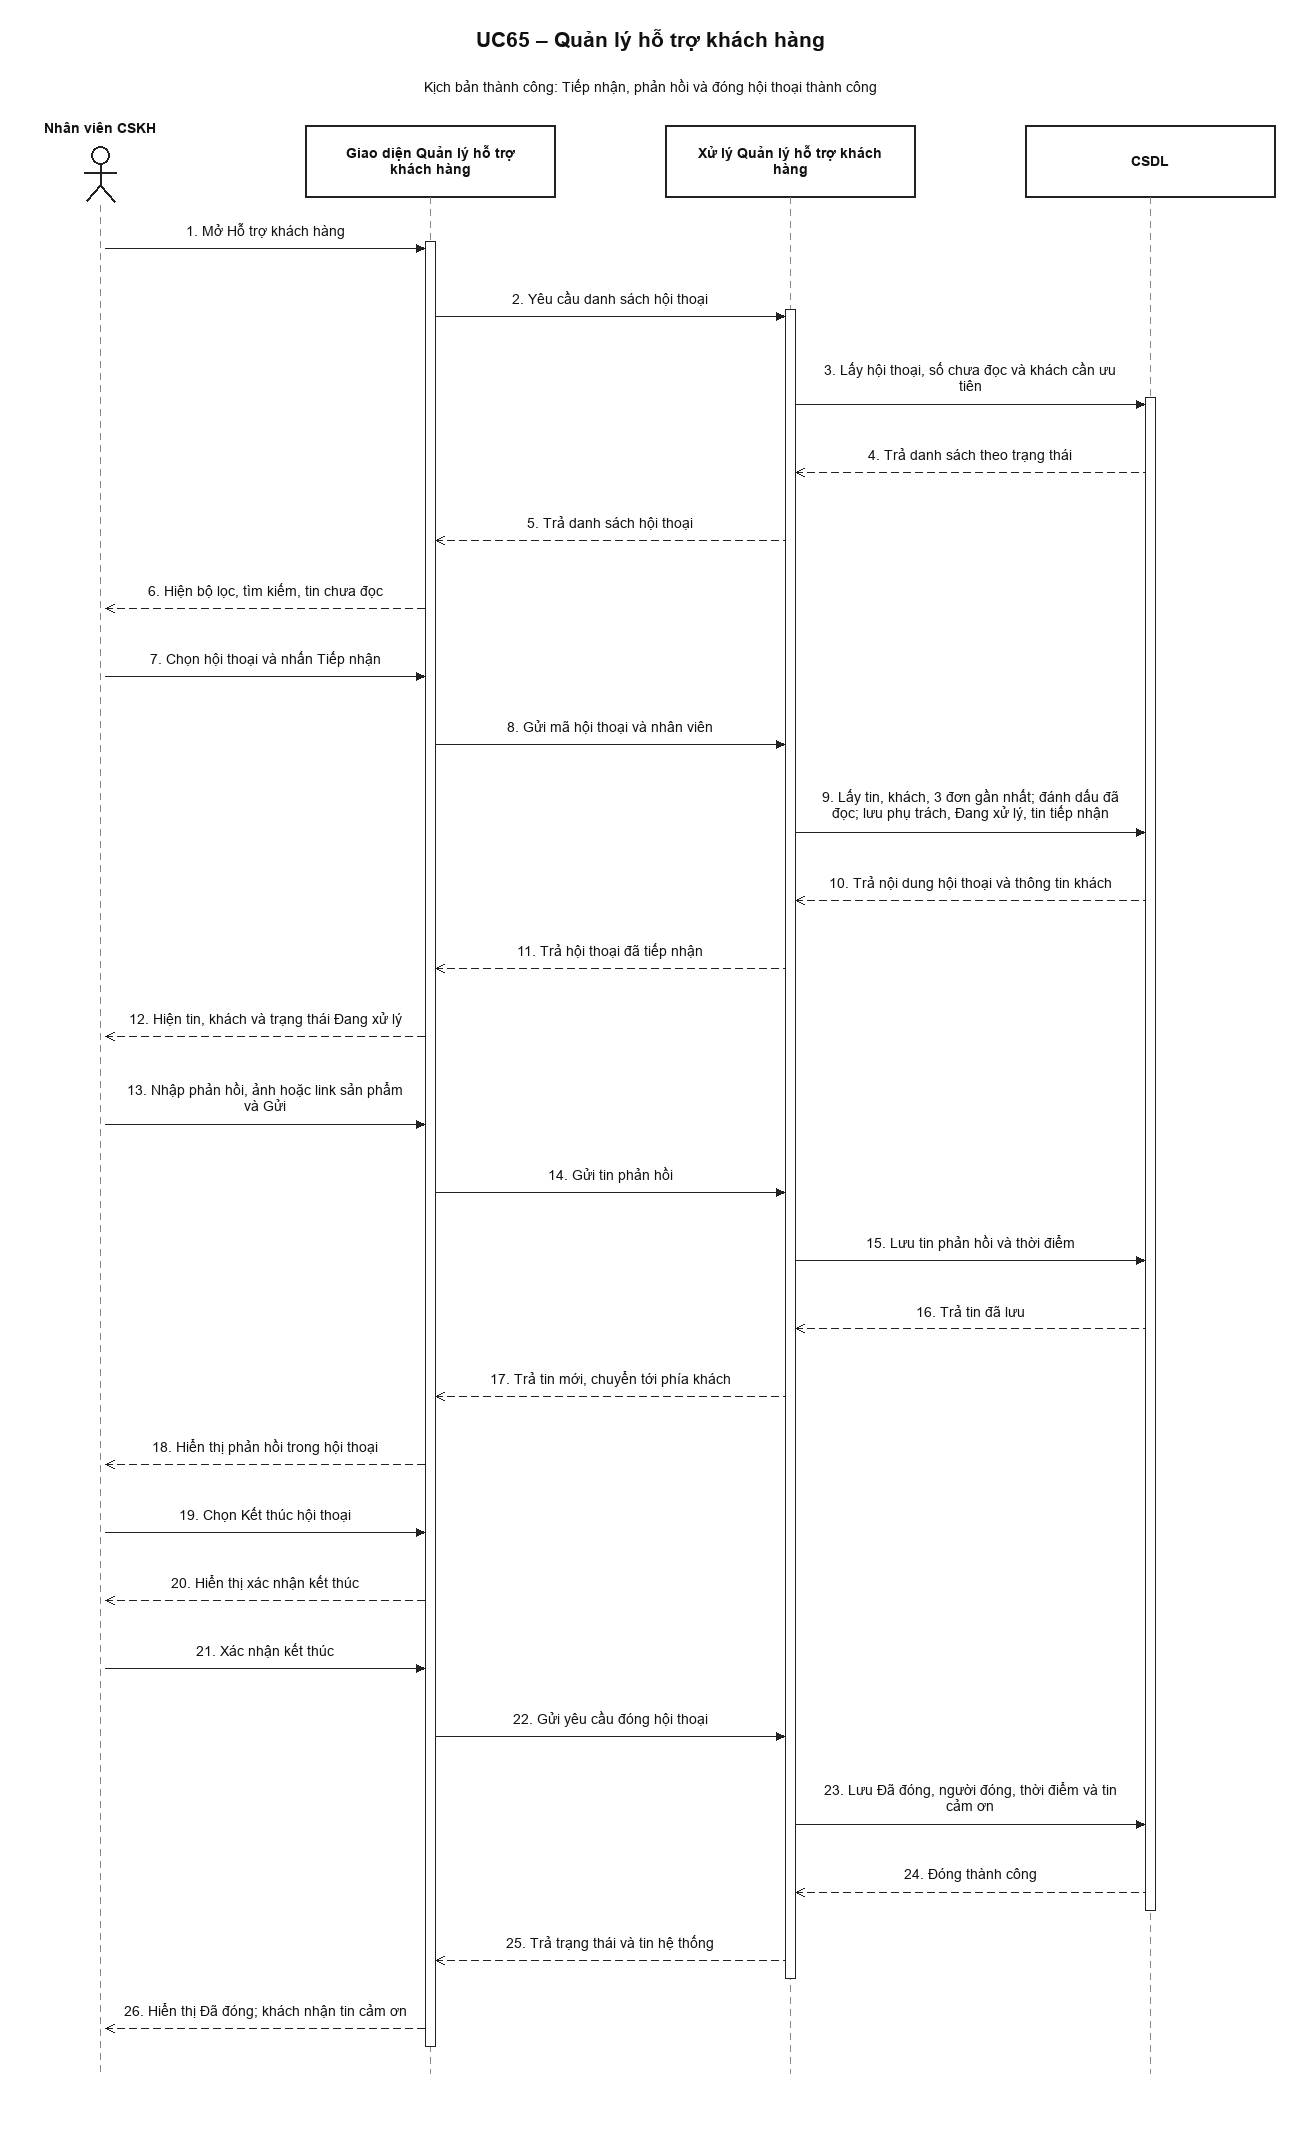 UC65 – Quản lý hỗ trợ khách hàng
Kịch bản thành công: Tiếp nhận, phản hồi và đóng hội thoại thành công
Nhân viên CSKH
Giao diện Quản lý hỗ trợ
khách hàng
Xử lý Quản lý hỗ trợ khách
hàng
CSDL
1. Mở Hỗ trợ khách hàng
2. Yêu cầu danh sách hội thoại
3. Lấy hội thoại, số chưa đọc và khách cần ưu
tiên
4. Trả danh sách theo trạng thái
5. Trả danh sách hội thoại
6. Hiện bộ lọc, tìm kiếm, tin chưa đọc
7. Chọn hội thoại và nhấn Tiếp nhận
8. Gửi mã hội thoại và nhân viên
9. Lấy tin, khách, 3 đơn gần nhất; đánh dấu đã
đọc; lưu phụ trách, Đang xử lý, tin tiếp nhận
10. Trả nội dung hội thoại và thông tin khách
11. Trả hội thoại đã tiếp nhận
12. Hiện tin, khách và trạng thái Đang xử lý
13. Nhập phản hồi, ảnh hoặc link sản phẩm
và Gửi
14. Gửi tin phản hồi
15. Lưu tin phản hồi và thời điểm
16. Trả tin đã lưu
17. Trả tin mới, chuyển tới phía khách
18. Hiển thị phản hồi trong hội thoại
19. Chọn Kết thúc hội thoại
20. Hiển thị xác nhận kết thúc
21. Xác nhận kết thúc
22. Gửi yêu cầu đóng hội thoại
23. Lưu Đã đóng, người đóng, thời điểm và tin
cảm ơn
24. Đóng thành công
25. Trả trạng thái và tin hệ thống
26. Hiển thị Đã đóng; khách nhận tin cảm ơn